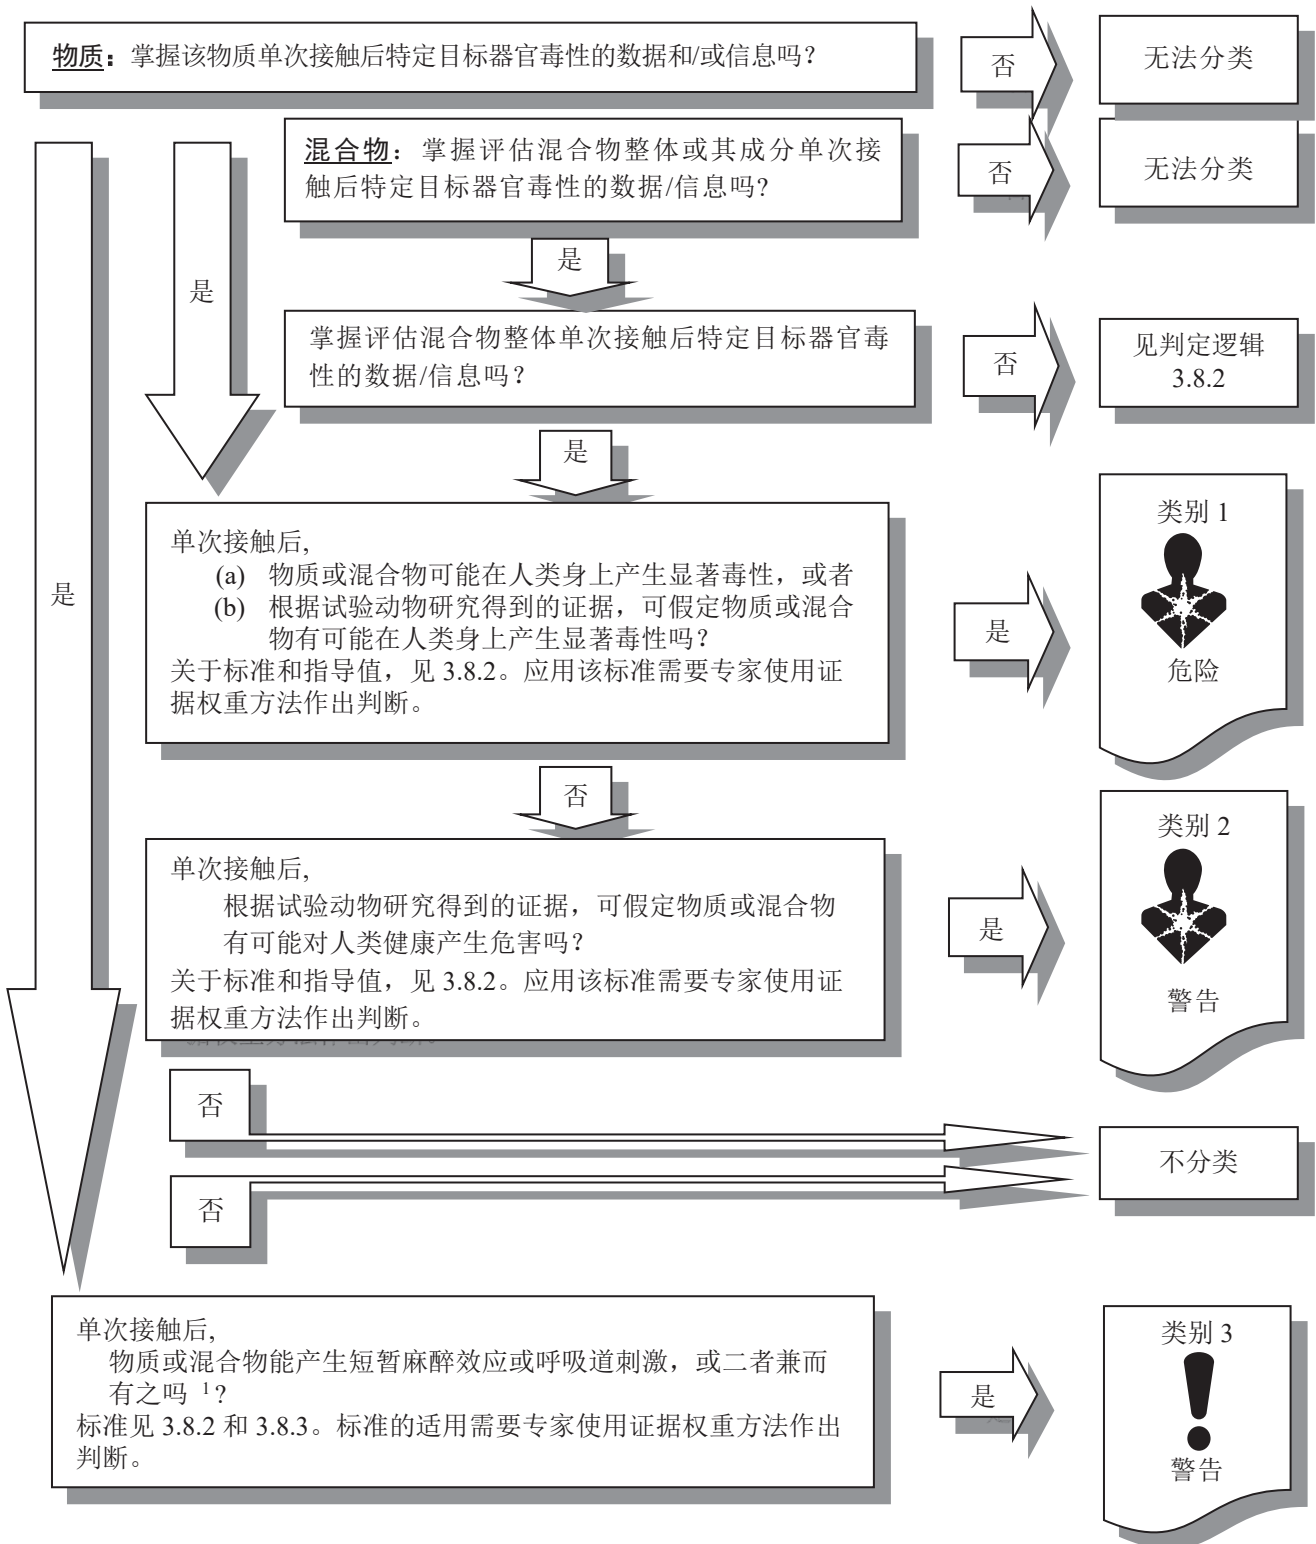 物质：掌握该物质单次接触后特定目标器官毒性的数据和/或信息吗？
否
无法分类
混合物：掌握评估混合物整体或其成分单次接
触后特定目标器官毒性的数据/信息吗?
否
无法分类
是
是
掌握评估混合物整体单次接触后特定目标器官毒
性的数据/信息吗？
否
见判定逻辑
3.8.2
是
是
单次接触后,
(a) 物质或混合物可能在人类身上产生显著毒性，或者
(b) 根据试验动物研究得到的证据，可假定物质或混合
物有可能在人类身上产生显著毒性吗？
关于标准和指导值，见 3.8.2。应用该标准需要专家使用证
据权重方法作出判断。
是
类别 1
危险
否
单次接触后,
根据试验动物研究得到的证据，可假定物质或混合物
有可能对人类健康产生危害吗？
关于标准和指导值，见 3.8.2。应用该标准需要专家使用证
据权重方法作出判断。
是
类别 2
警告
否
不分类
否
单次接触后,
物质或混合物能产生短暂麻醉效应或呼吸道刺激，或二者兼而
有之吗 1?
标准见 3.8.2 和 3.8.3。标准的适用需要专家使用证据权重方法作出
判断。
是
类别 3
警告